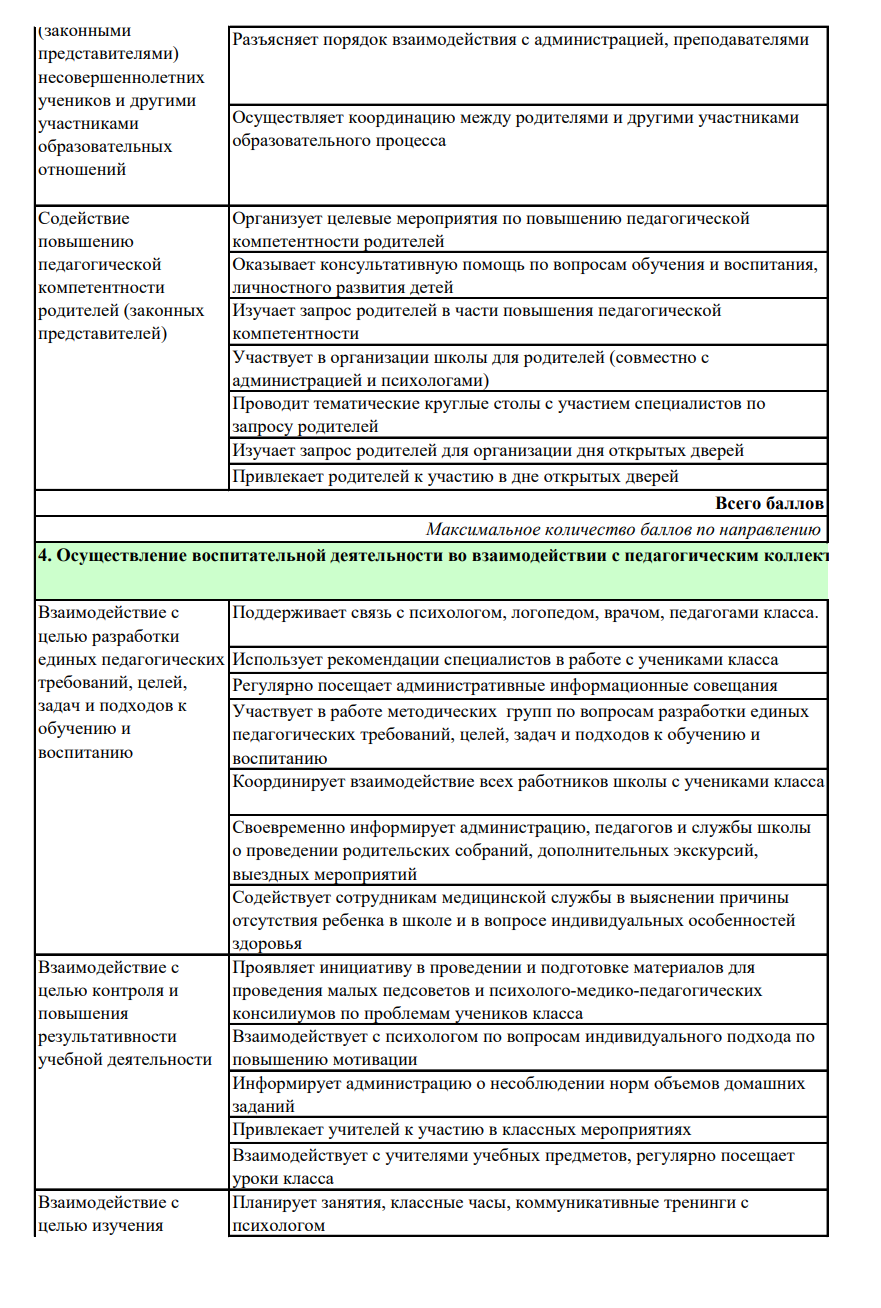 (законными
представителями)
несовершеннолетних
учеников и другими
участниками
образовательных
отношений
Разъясняет порядок взаимодействия с администрацией, преподавателями
Осуществляет координацию между родителями и другими участниками
образовательного процесса
Содействие
повышению
педагогической
компетентности
родителей (законных
представителей)
Организует целевые мероприятия по повышению педагогической
компетентности родителей
Оказывает консультативную помощь по вопросам обучения и воспитания,
личностного развития детей
Изучает запрос родителей в части повышения педагогической
компетентности
Участвует в организации школы для родителей (совместно с
администрацией и психологами)
Проводит тематические круглые столы с участием специалистов по
запросу родителей
Изучает запрос родителей для организации дня открытых дверей
Привлекает родителей к участию в дне открытых дверей
Всего баллов
Максимальное количество баллов по направлению
4. Осуществление воспитательной деятельности во взаимодействии с педагогическим коллект
Взаимодействие с
целью разработки
единых педагогических
требований, целей,
задач и подходов к
обучению и
воспитанию
Поддерживает связь с психологом, логопедом, врачом, педагогами класса.
Использует рекомендации специалистов в работе с учениками класса
Регулярно посещает административные информационные совещания
Участвует в работе методических  групп по вопросам разработки единых
педагогических требований, целей, задач и подходов к обучению и
воспитанию
Координирует взаимодействие всех работников школы с учениками класса
Своевременно информирует администрацию, педагогов и службы школы
о проведении родительских собраний, дополнительных экскурсий,
выездных мероприятий
Содействует сотрудникам медицинской службы в выяснении причины
отсутствия ребенка в школе и в вопросе индивидуальных особенностей
здоровья
Взаимодействие с
целью контроля и
повышения
результативности
учебной деятельности
Проявляет инициативу в проведении и подготовке материалов для
проведения малых педсоветов и психолого-медико-педагогических
консилиумов по проблемам учеников класса
Взаимодействует с психологом по вопросам индивидуального подхода по
повышению мотивации
Информирует администрацию о несоблюдении норм объемов домашних
заданий
Привлекает учителей к участию в классных мероприятиях
Взаимодействует с учителями учебных предметов, регулярно посещает
уроки класса
Взаимодействие с
целью изучения
Планирует занятия, классные часы, коммуникативные тренинги с
психологом